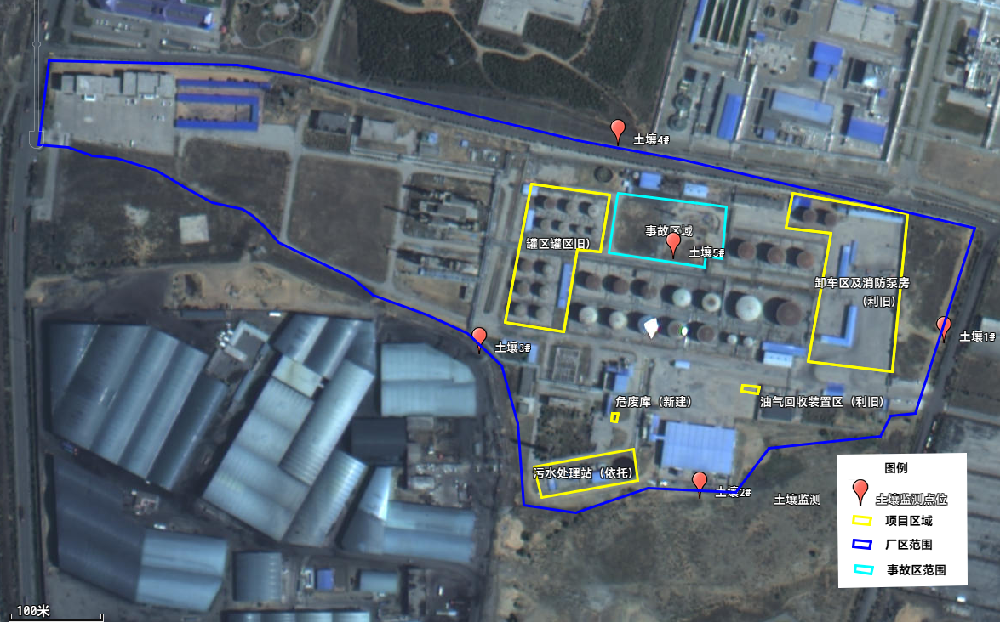 土壤4#
事故区域
罐区罐区旧）
土壤5#
卸车区及消防泵房
（利旧）
土壤1#
土壤3#
危废库（新建）
油气回收装置区（利旧）
污水处理站（依托）
土壤2#
土壤监测
图例
土壤监测点位
项目区域
厂区范围
事故区范围
100米